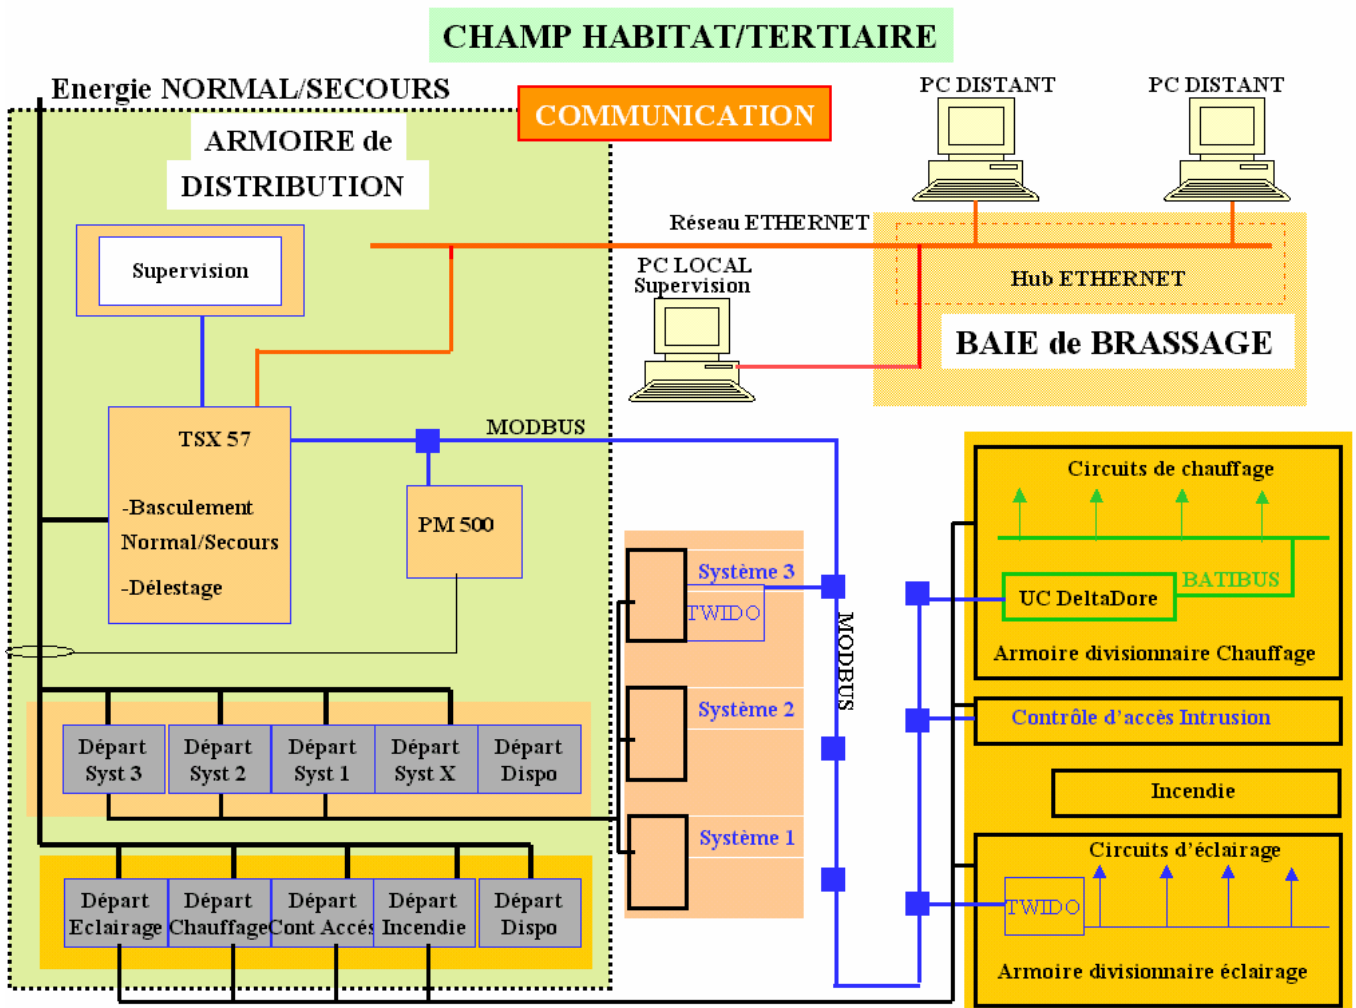 CHAMP HABITAT/TERTIAIRE
Energie NORMAL/SECOURS
PC DISTANT
PC DISTANT
COMMUNICATION
ARMOIRE de
DISTRIBUTION
Réseau ETHERNET
Supervision
PC LOCAL
Supervision
Hub ETHERNET
BAIE de BRASSAGE
TSX 57
-Basculement
Normal/Secours
-Délestage
MODBUS
PM 500
Circuits de chauffage
BATIBUS
UC DeltaDore
Armoire divisionnaire Chauffage
Système 3
TWIDO
MODBUS
Système 2
Système 1
Contrôle d’accès Intrusion
Incendie
Circuits d’éclairage
TWIDO
Armoire divisionnaire éclairage
Départ
Syst 3
Départ
Syst 2
Départ
Syst 1
Départ
Syst X
Départ
Dispo
Départ
Eclairage
Départ
Chauffage
Départ
Cont Accés
Départ
Incendie
Départ
Dispo